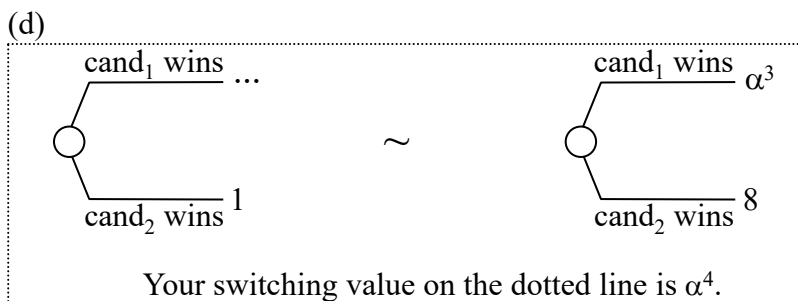 (d)
cand₁ wins ... cand₁ wins α³
~
cand₂ wins 1 cand₂ wins 8
Your switching value on the dotted line is α⁴.